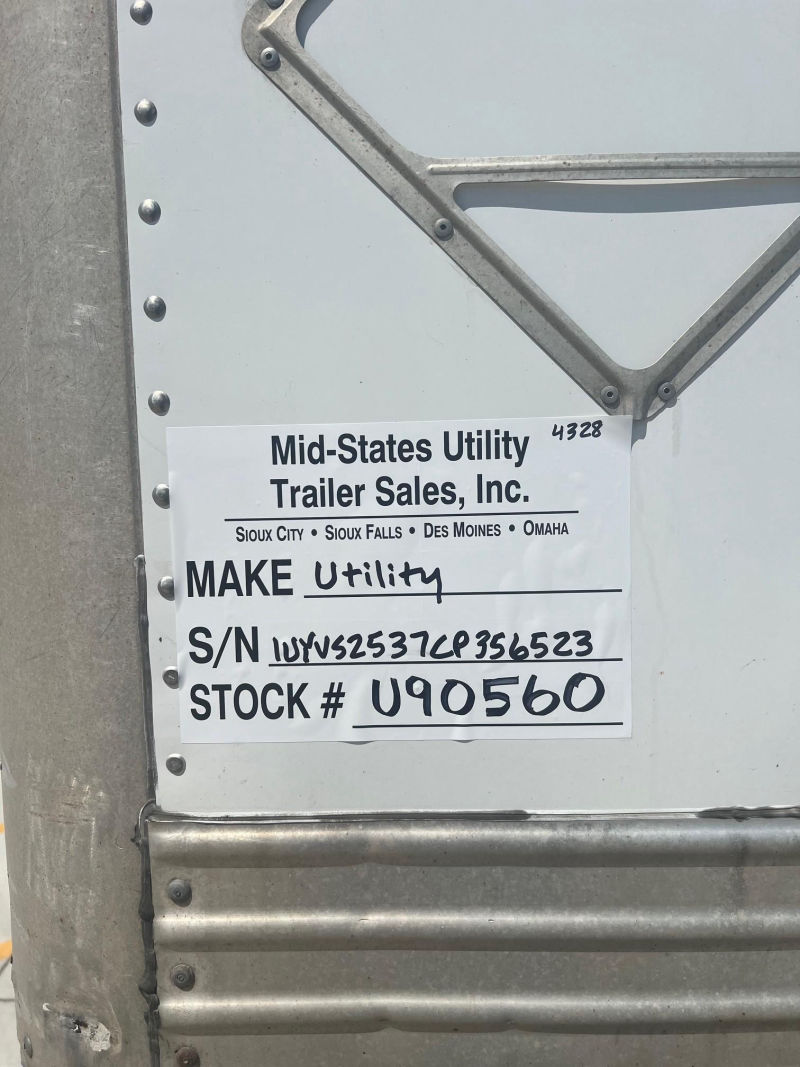 4328
Mid-States Utility
Trailer Sales, Inc.
SIOUX CITY • SIOUX FALLS • DES MOINES • OMAHA
MAKE Utility
S/N 1UYVS2537CP356523
STOCK # U90560